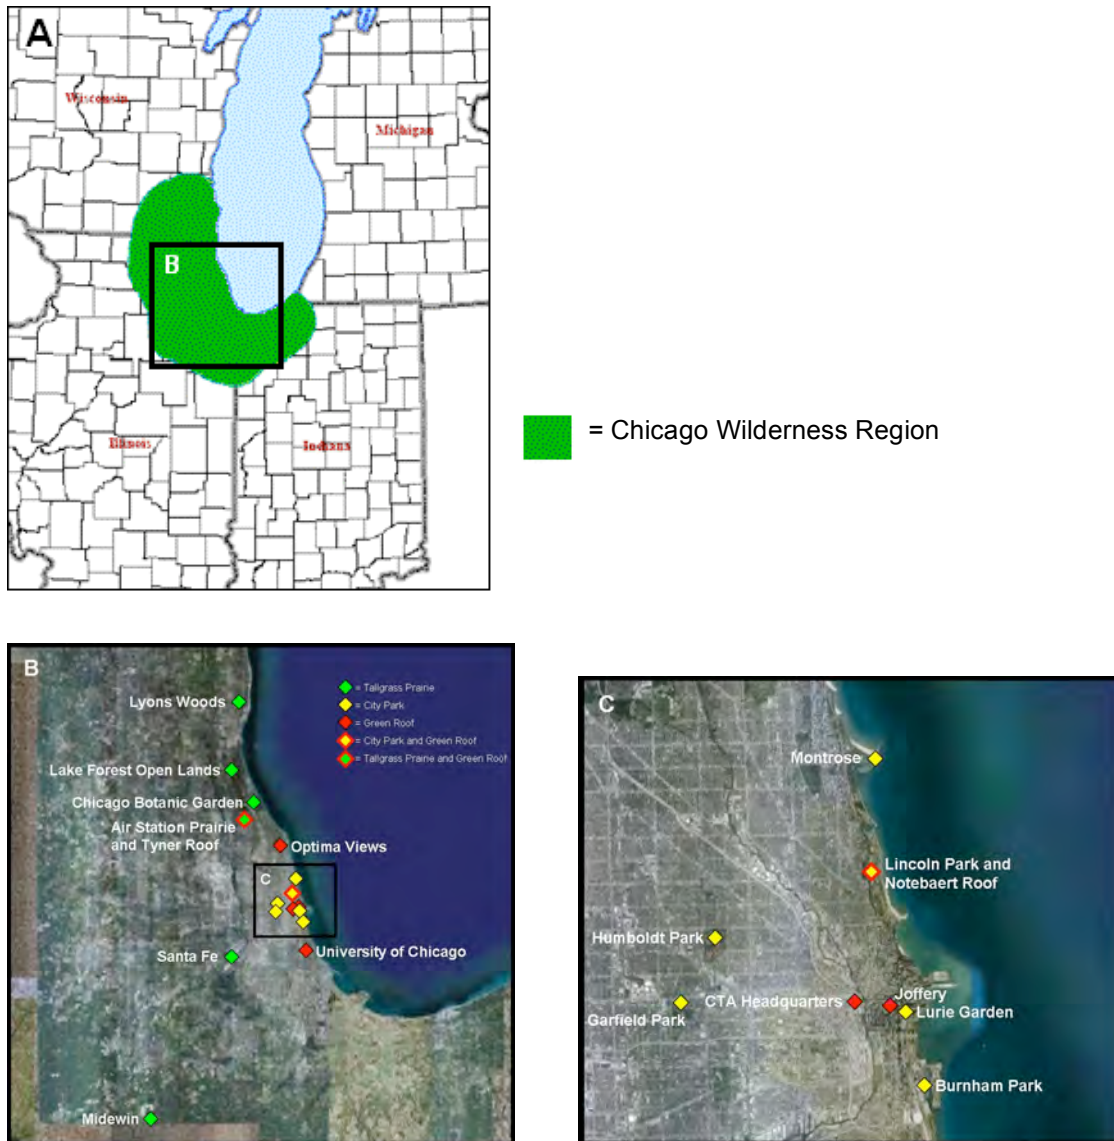 A
Wisconsin
Michigan
B
Illinois
Indiana
= Chicago Wilderness Region
B
= Tallgrass Prairie
= City Park
= Green Roof
= City Park and Green Roof
= Tallgrass Prairie and Green Roof
Lyons Woods
Lake Forest Open Lands
Chicago Botanic Garden
Air Station Prairie
and Tyner Roof
Optima Views
C
University of Chicago
Santa Fe
Midewin
C
Montrose
Lincoln Park and
Notebaert Roof
Humboldt Park
CTA Headquarters
Joffery
Lurie Garden
Garfield Park
Burnham Park